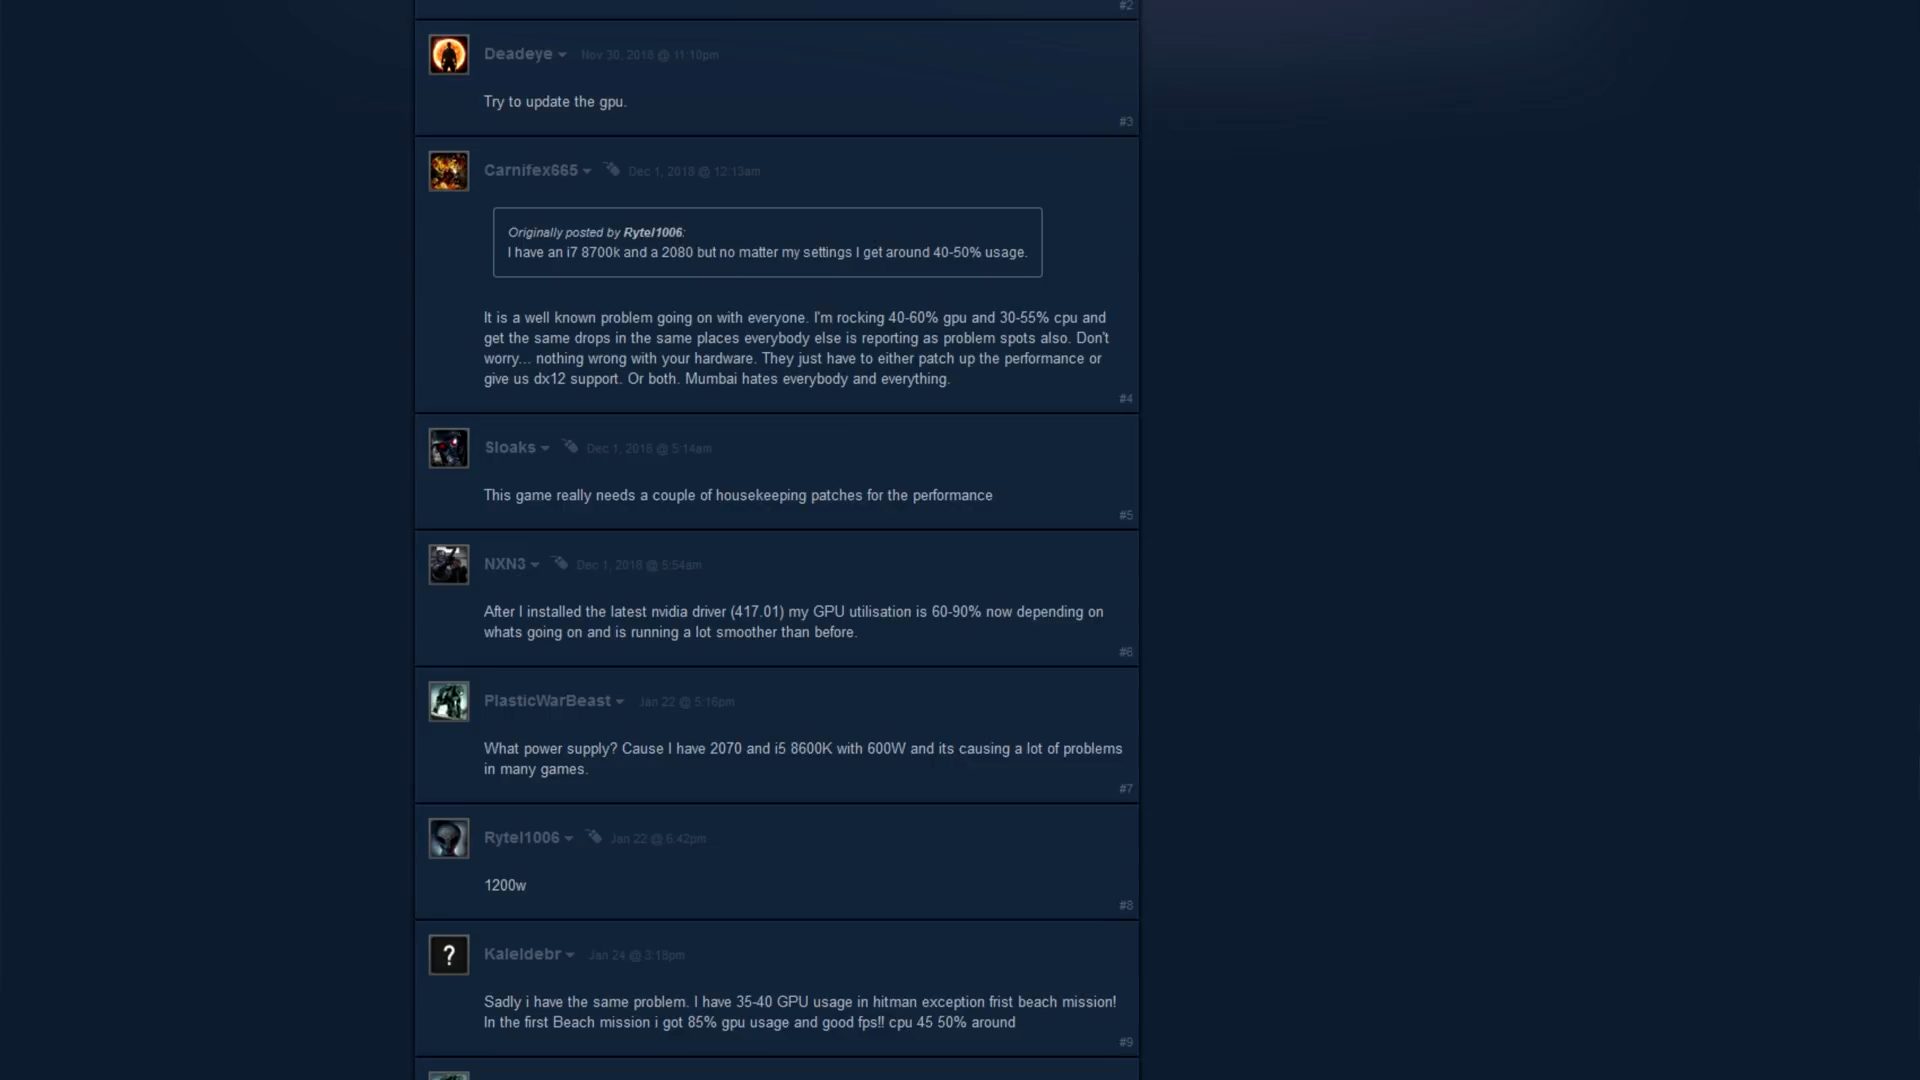 #2
Deadeye
Nov 30, 2018 @ 11:10pm
Try to update the gpu.
#3
Carnifex665
Dec 1, 2018 @ 12:13am
Originally posted by Rytel1006:
I have an i7 8700k and a 2080 but no matter my settings I get around 40-50% usage.
It is a well known problem going on with everyone. I'm rocking 40-60% gpu and 30-55% cpu and
get the same drops in the same places everybody else is reporting as problem spots also. Don't
worry... nothing wrong with your hardware. They just have to either patch up the performance or
give us dx12 support. Or both. Mumbai hates everybody and everything.
#4
Sloaks
Dec 1, 2018 @ 5:14am
This game really needs a couple of housekeeping patches for the performance
#5
NXN3
Dec 1, 2018 @ 5:54am
After I installed the latest nvidia driver (417.01) my GPU utilisation is 60-90% now depending on
whats going on and is running a lot smoother than before.
#6
PlasticWarBeast
Jan 22 @ 5:16pm
What power supply? Cause I have 2070 and i5 8600K with 600W and its causing a lot of problems
in many games.
#7
Rytel1006
Jan 22 @ 6:42pm
1200w
#8
Kaleldebr
Jan 24 @ 3:18pm
Sadly i have the same problem. I have 35-40 GPU usage in hitman exception frist beach mission!
In the first Beach mission i got 85% gpu usage and good fps!! cpu 45 50% around
#9